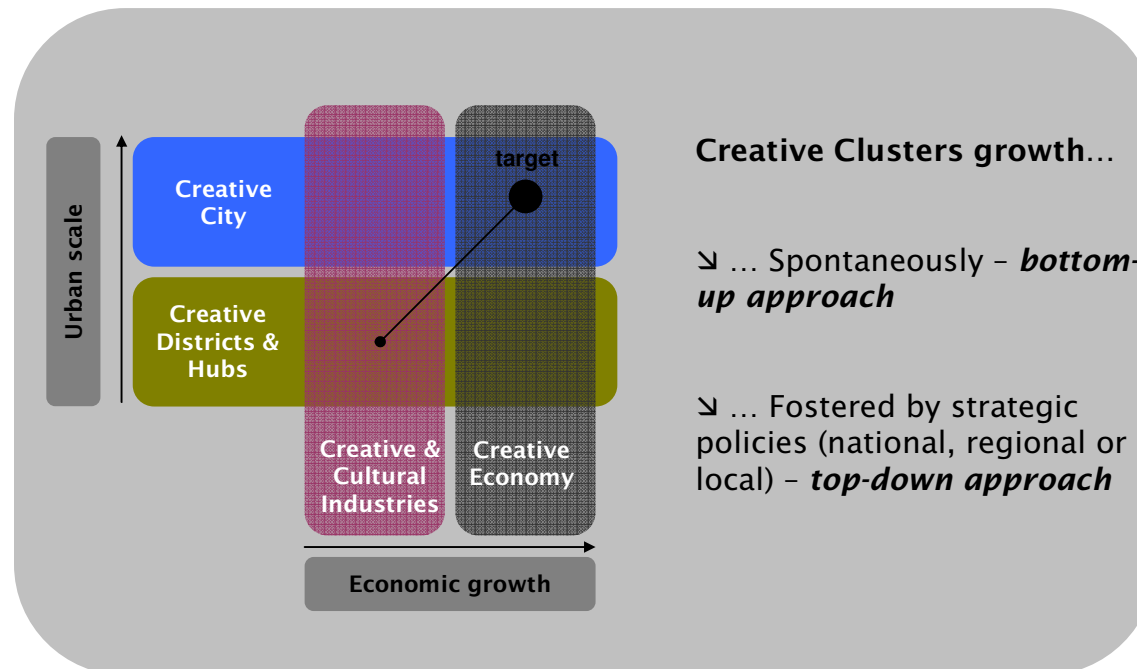 Urban scale
Creative
City
Creative
Districts &
Hubs
target
Creative &
Cultural
Industries
Creative
Economy
Economic growth
Creative Clusters growth…
↘ … Spontaneously – bottom-
up approach
↘ … Fostered by strategic
policies (national, regional or
local) – top-down approach